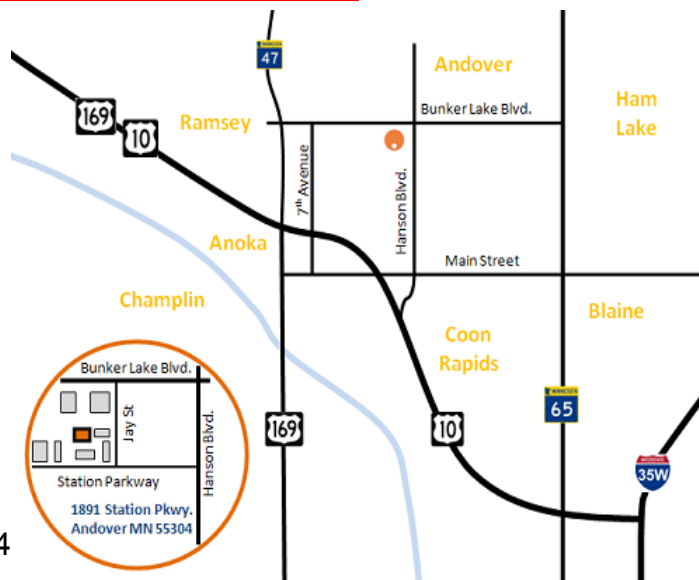 47
Andover
Ham
Lake
169
10
Ramsey
Bunker Lake Blvd.
7th Avenue
Hanson Blvd.
Anoka
Main Street
Champlin
Blaine
Coon
Rapids
65
169
10
35W
Bunker Lake Blvd.
Jay St
Hanson Blvd.
Station Parkway
1891 Station Pkwy.
Andover MN 55304
4